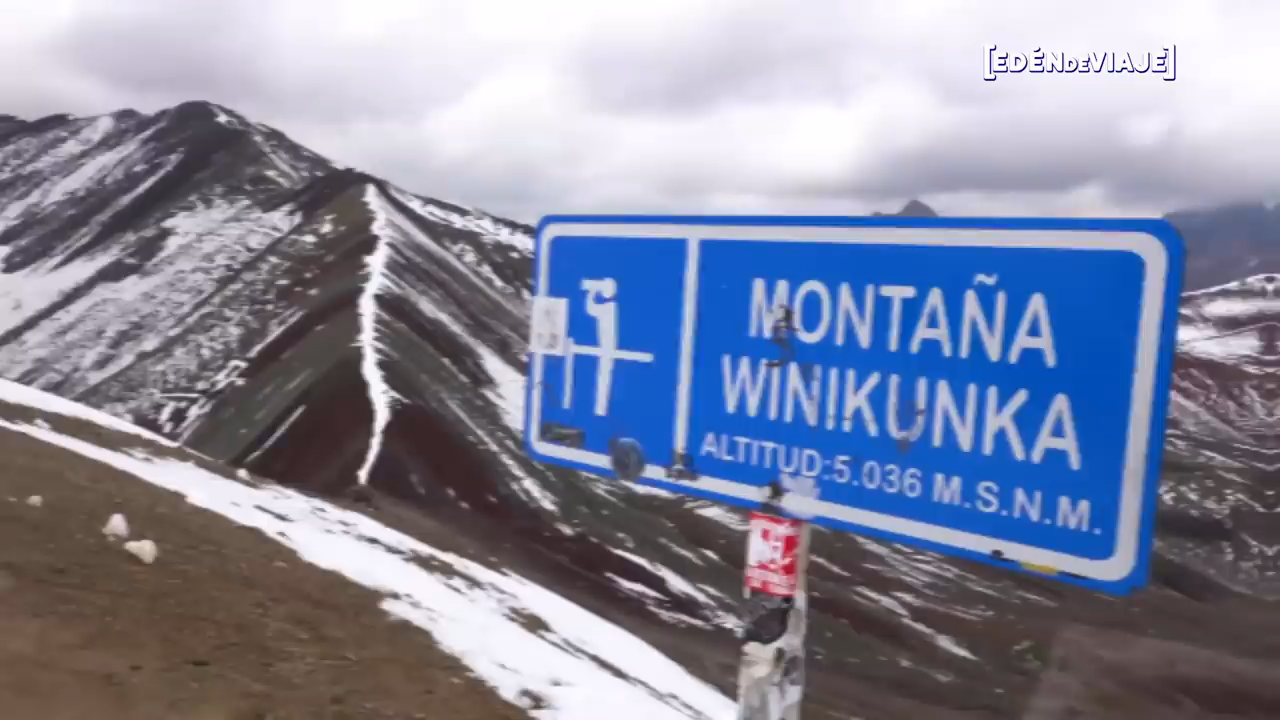 [EDÉNDEVIAJE]
MONTAÑA
WINIKUNKA
ALTITUD:5.036 M.S.N.M.